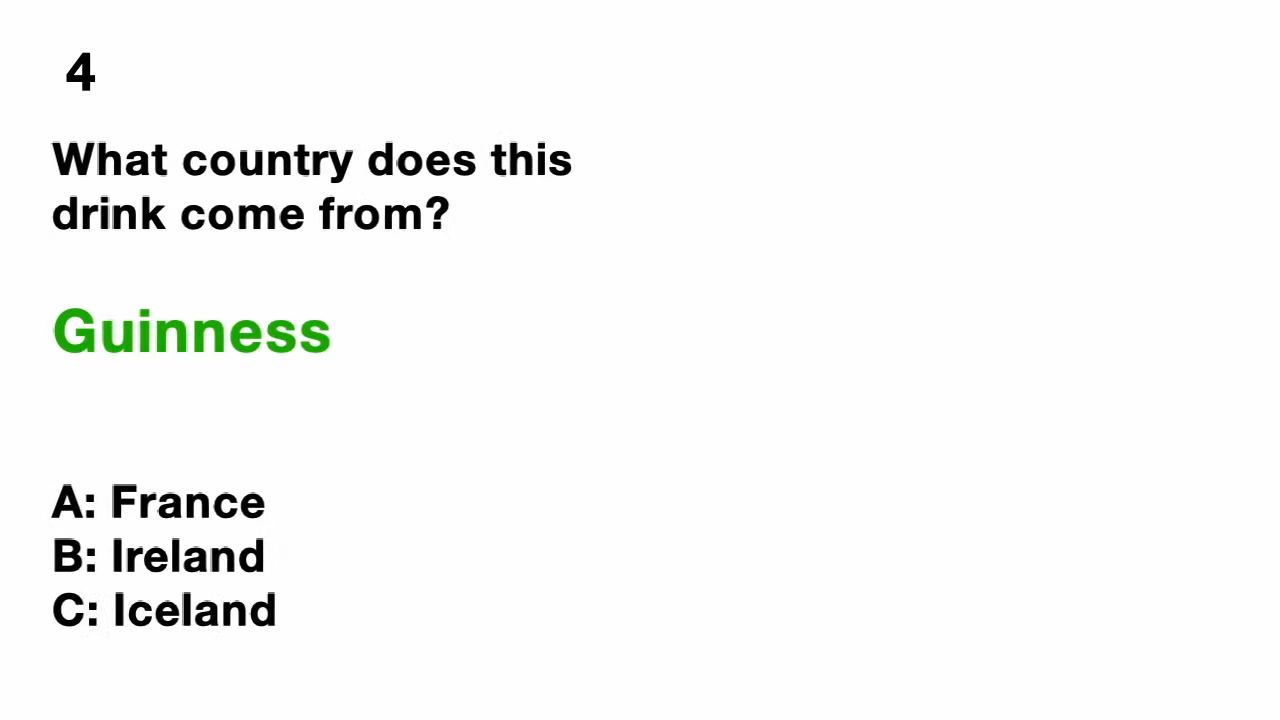 4
What country does this
drink come from?
Guinness
A: France
B: Ireland
C: Iceland